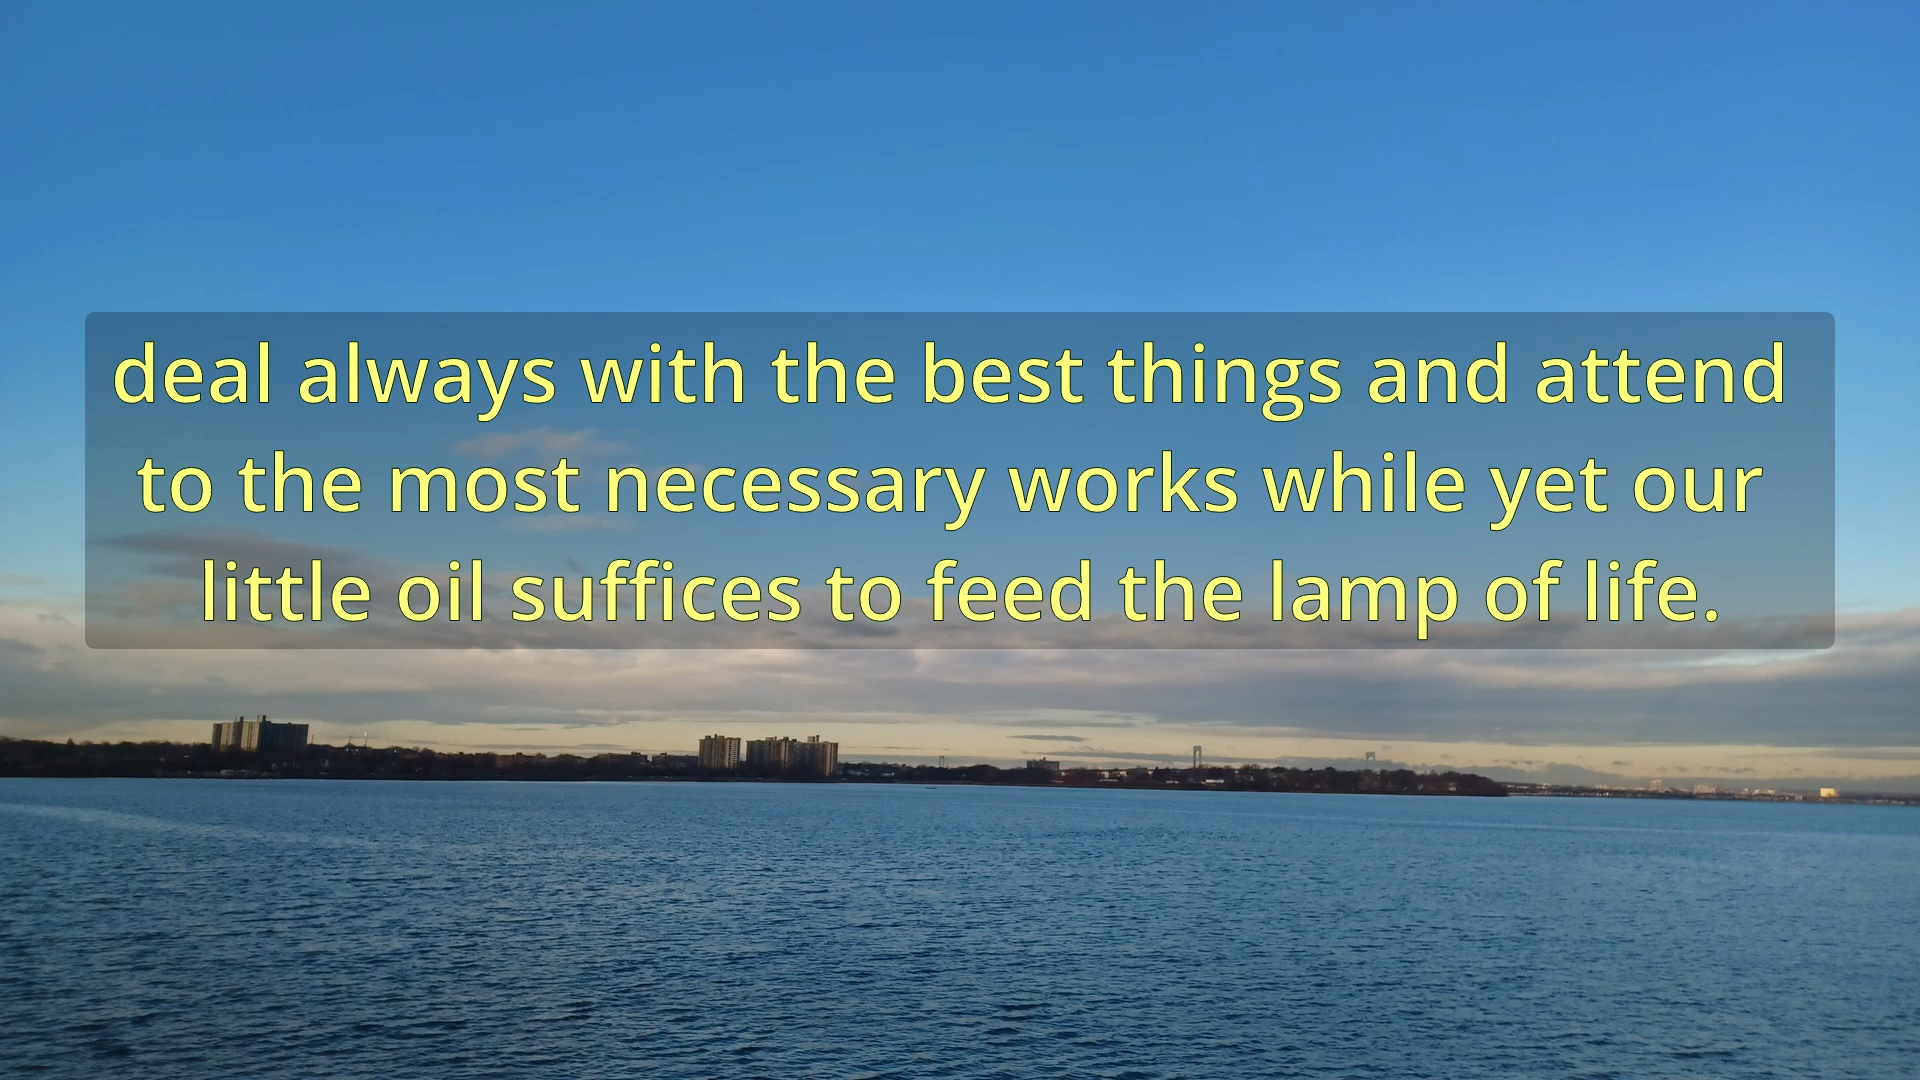 deal always with the best things and attend
to the most necessary works while yet our
little oil suffices to feed the lamp of life.